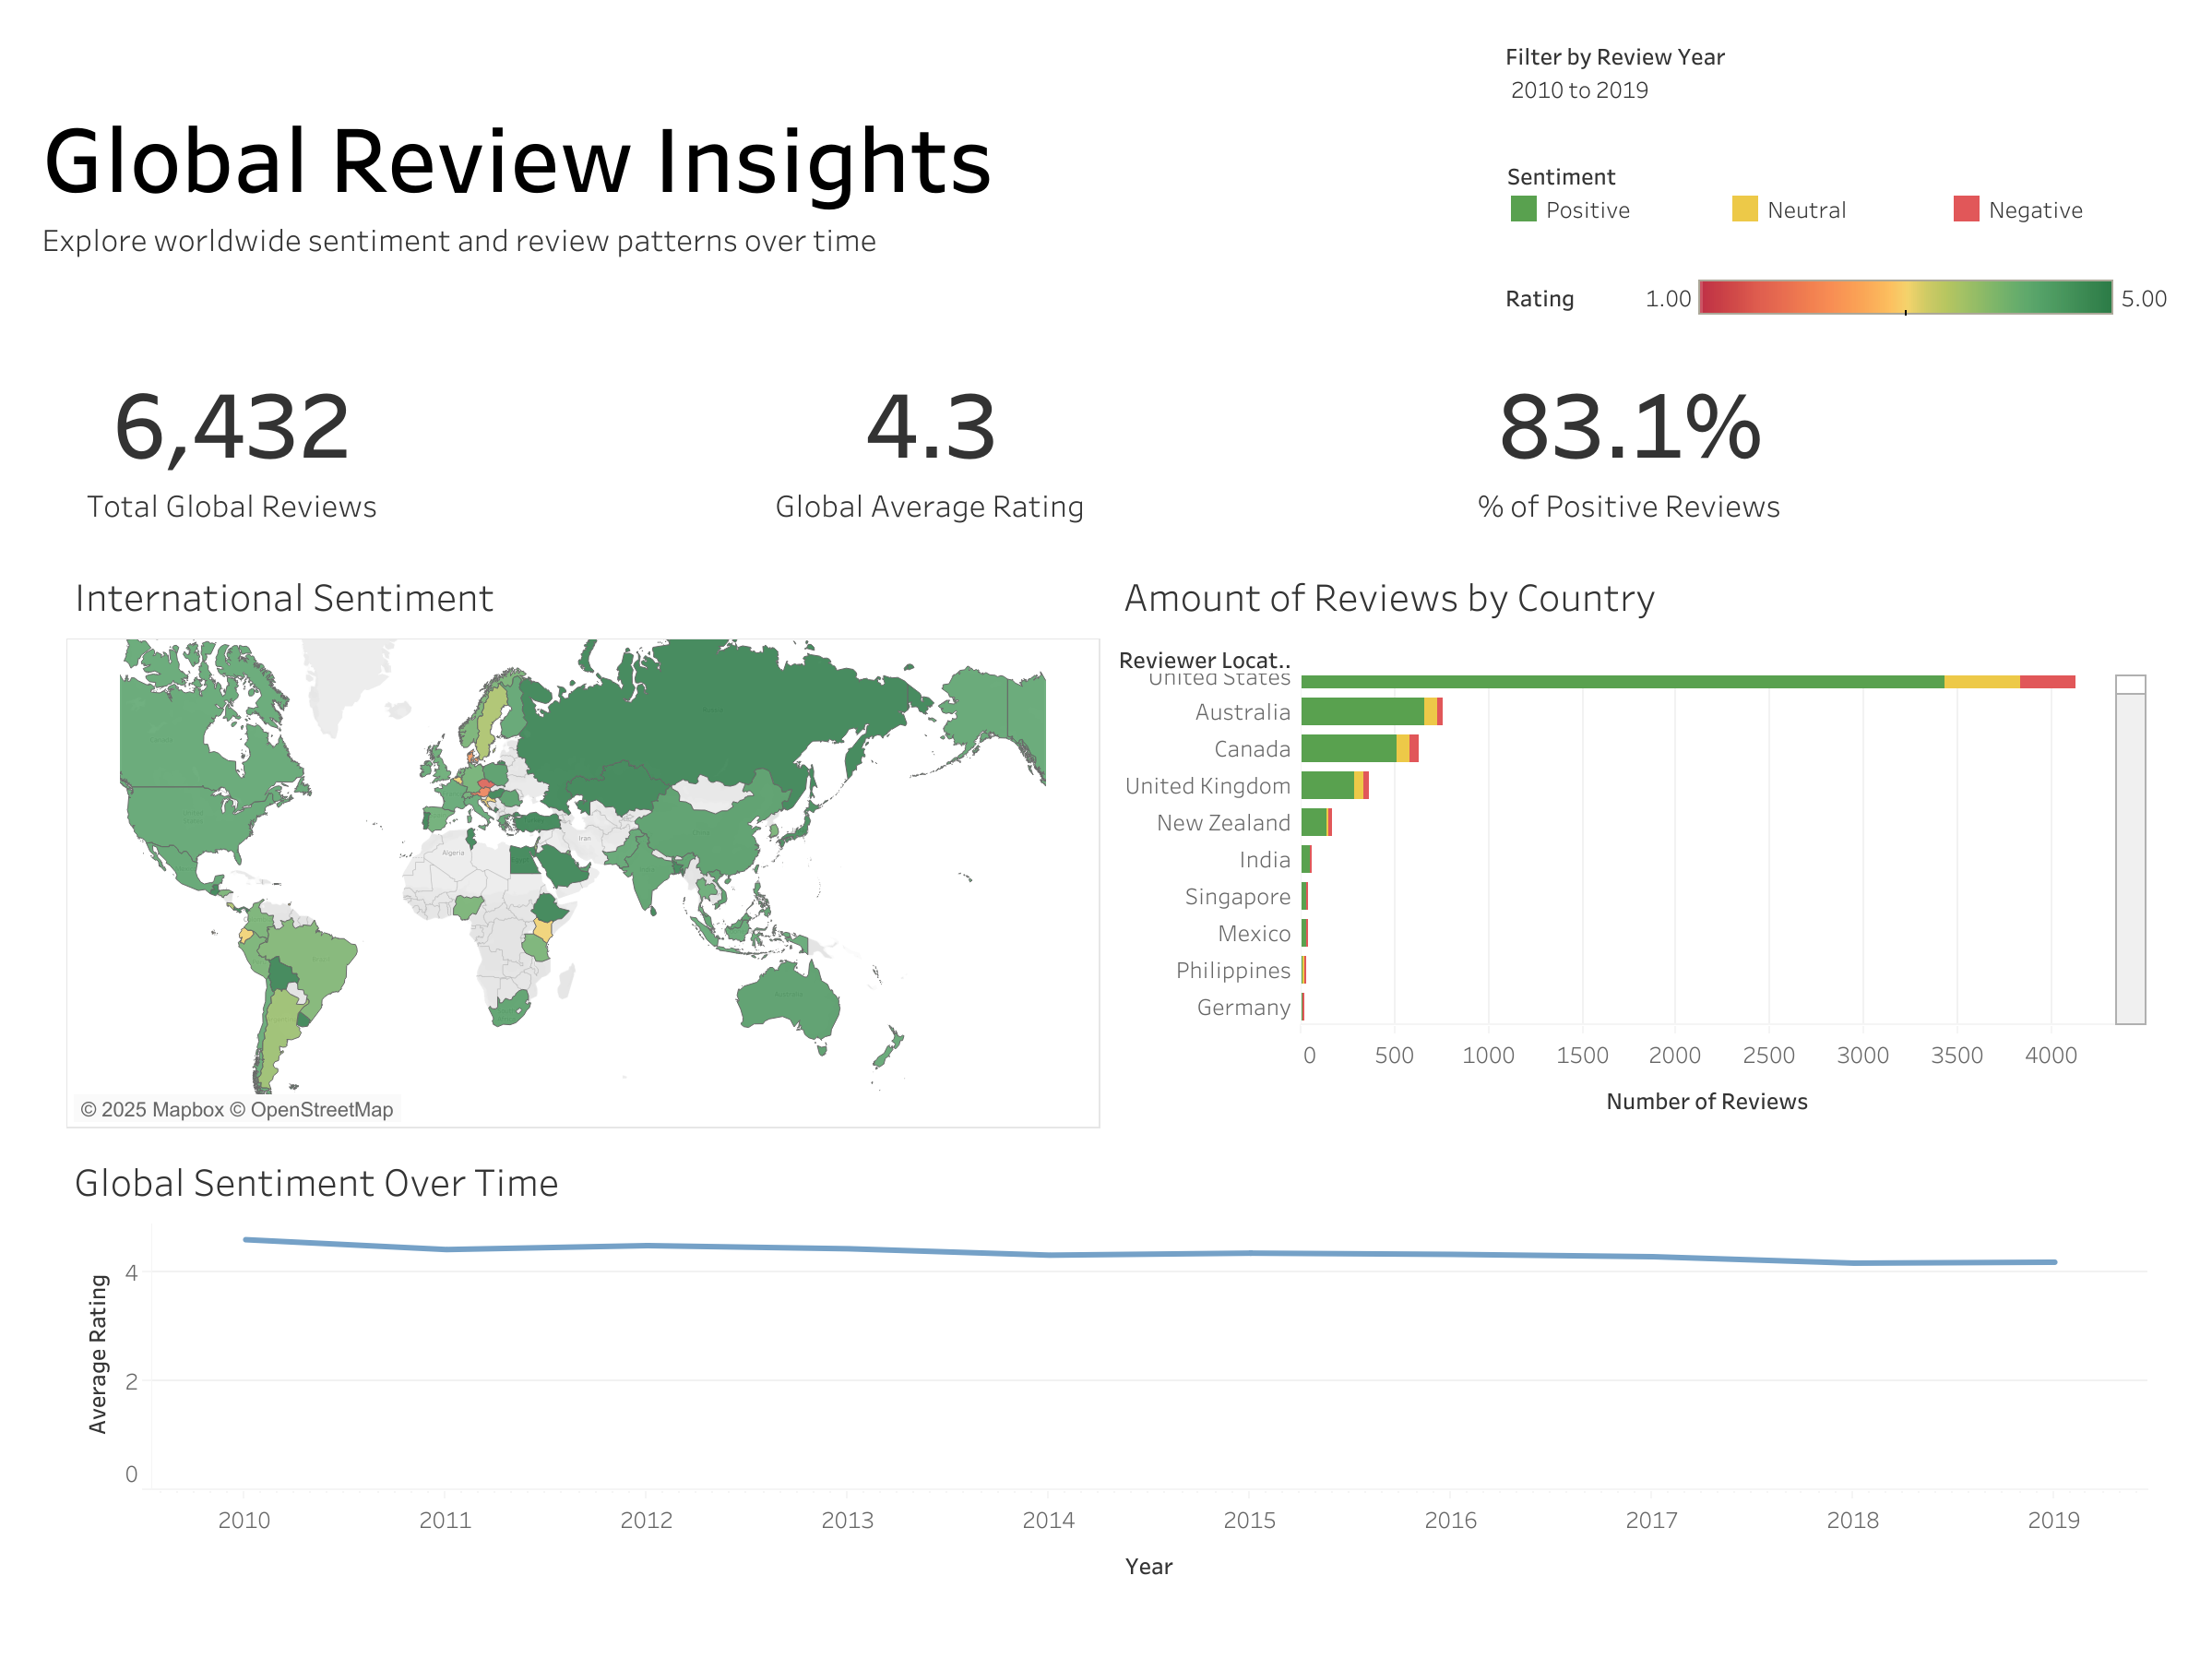 Filter by Review Year
2010 to 2019
Global Review Insights
Explore worldwide sentiment and review patterns over time
Sentiment
Positive Neutral Negative
Rating 1.00 5.00
6,432
Total Global Reviews
4.3
Global Average Rating
83.1%
% of Positive Reviews
International Sentiment
Algeria
Iran
© 2025 Mapbox © OpenStreetMap
Amount of Reviews by Country
Reviewer Locat..
United States
Australia
Canada
United Kingdom
New Zealand
India
Singapore
Mexico
Philippines
Germany
0 500 1000 1500 2000 2500 3000 3500 4000
Number of Reviews
Global Sentiment Over Time
Average Rating
4
2
0
2010 2011 2012 2013 2014 2015 2016 2017 2018 2019
Year